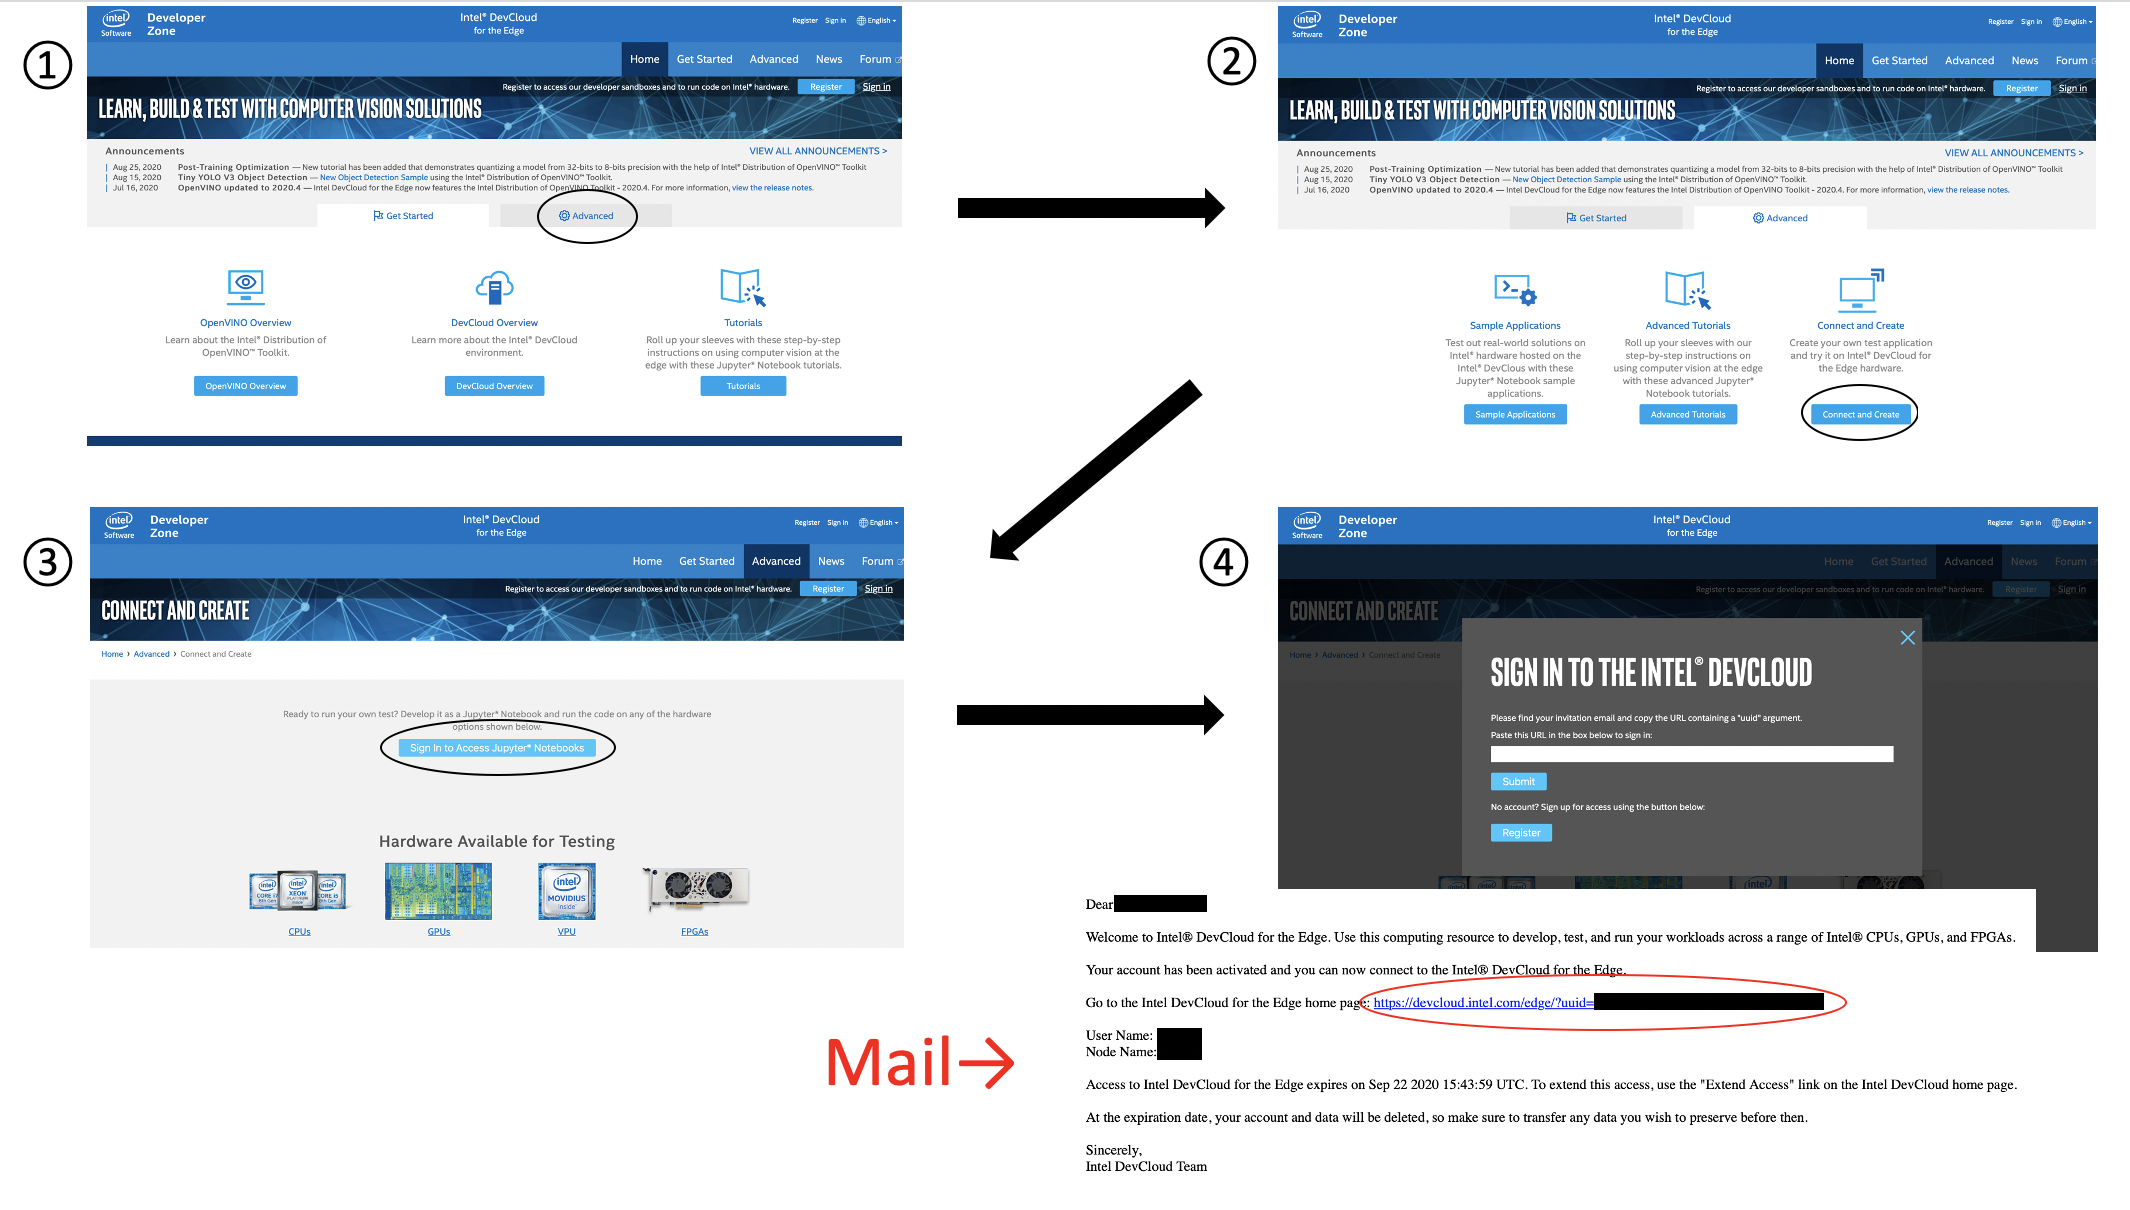 ①
intel
Software
Developer
Zone
Intel® DevCloud
for the Edge
Register Sign In English
Home Get Started Advanced News Forum
Register to access our developer sandboxes and to run code on Intel® hardware. Register Sign in
LEARN, BUILD & TEST WITH COMPUTER VISION SOLUTIONS
Announcements VIEW ALL ANNOUNCEMENTS >
| Aug 25, 2020 Post-Training Optimization — New tutorial has been added that demonstrates quantizing a model from 32-bits to 8-bits precision with the help of Intel® Distribution of OpenVINO™ Toolkit
| Aug 15, 2020 Tiny YOLO V3 Object Detection — New Object Detection Sample using the Intel® Distribution of OpenVINO™ Toolkit.
| Jul 16, 2020 OpenVINO updated to 2020.4 — Intel DevCloud for the Edge now features the Intel Distribution of OpenVINO Toolkit - 2020.4. For more information, view the release notes.
Get Started Advanced
OpenVINO Overview
Learn about the Intel® Distribution of
OpenVINO™ Toolkit.
OpenVINO Overview
DevCloud Overview
Learn more about the Intel® DevCloud
environment.
DevCloud Overview
Tutorials
Roll up your sleeves with these step-by-step
instructions on using computer vision at the
edge with these Jupyter® Notebook tutorials.
Tutorials
②
intel
Software
Developer
Zone
Intel® DevCloud
for the Edge
Register Sign In English
Home Get Started Advanced News Forum
Register to access our developer sandboxes and to run code on Intel® hardware. Register Sign in
LEARN, BUILD & TEST WITH COMPUTER VISION SOLUTIONS
Announcements VIEW ALL ANNOUNCEMENTS >
| Aug 25, 2020 Post-Training Optimization — New tutorial has been added that demonstrates quantizing a model from 32-bits to 8-bits precision with the help of Intel® Distribution of OpenVINO™ Toolkit
| Aug 15, 2020 Tiny YOLO V3 Object Detection — New Object Detection Sample using the Intel® Distribution of OpenVINO™ Toolkit.
| Jul 16, 2020 OpenVINO updated to 2020.4 — Intel DevCloud for the Edge now features the Intel Distribution of OpenVINO Toolkit - 2020.4. For more information, view the release notes.
Get Started Advanced
Sample Applications
Test out real-world solutions on
Intel® hardware hosted on the
Intel® DevClous with these
Jupyter® Notebook sample
applications.
Sample Applications
Advanced Tutorials
Roll up your sleeves with our
step-by-step instructions on
using computer vision at the edge
with these advanced Jupyter®
Notebook tutorials.
Advanced Tutorials
Connect and Create
Create your own test application
and try it on Intel® DevCloud for
the Edge hardware.
Connect and Create
③
intel
Software
Developer
Zone
Intel® DevCloud
for the Edge
Register Sign In English
Home Get Started Advanced News Forum
Register to access our developer sandboxes and to run code on Intel® hardware. Register Sign in
CONNECT AND CREATE
Home > Advanced > Connect and Create
Ready to run your own test? Develop it as a Jupyter® Notebook and run the code on any of the hardware
options shown below.
Sign In to Access Jupyter® Notebooks
Hardware Available for Testing
intel CORE i7 8th Gen intel XEON PLATINUM inside intel CORE i5 8th Gen
intel MOVIDIUS inside
CPUs GPUs VPU FPGAs
④
intel
Software
Developer
Zone
Intel® DevCloud
for the Edge
Register Sign In English
Home Get Started Advanced News Forum
Register to access our developer sandboxes and to run code on Intel® hardware. Register Sign in
CONNECT AND CREATE
Home > Advanced > Connect and Create
SIGN IN TO THE INTEL® DEVCLOUD
Please find your invitation email and copy the URL containing a "uuid" argument.
Paste this URL in the box below to sign in:
Submit
No account? Sign up for access using the button below:
Register
Mail→
Dear
Welcome to Intel® DevCloud for the Edge. Use this computing resource to develop, test, and run your workloads across a range of Intel® CPUs, GPUs, and FPGAs.
Your account has been activated and you can now connect to the Intel® DevCloud for the Edge.
Go to the Intel DevCloud for the Edge home page: https://devcloud.intel.com/edge/?uuid=
User Name:
Node Name:
Access to Intel DevCloud for the Edge expires on Sep 22 2020 15:43:59 UTC. To extend this access, use the "Extend Access" link on the Intel DevCloud home page.
At the expiration date, your account and data will be deleted, so make sure to transfer any data you wish to preserve before then.
Sincerely,
Intel DevCloud Team